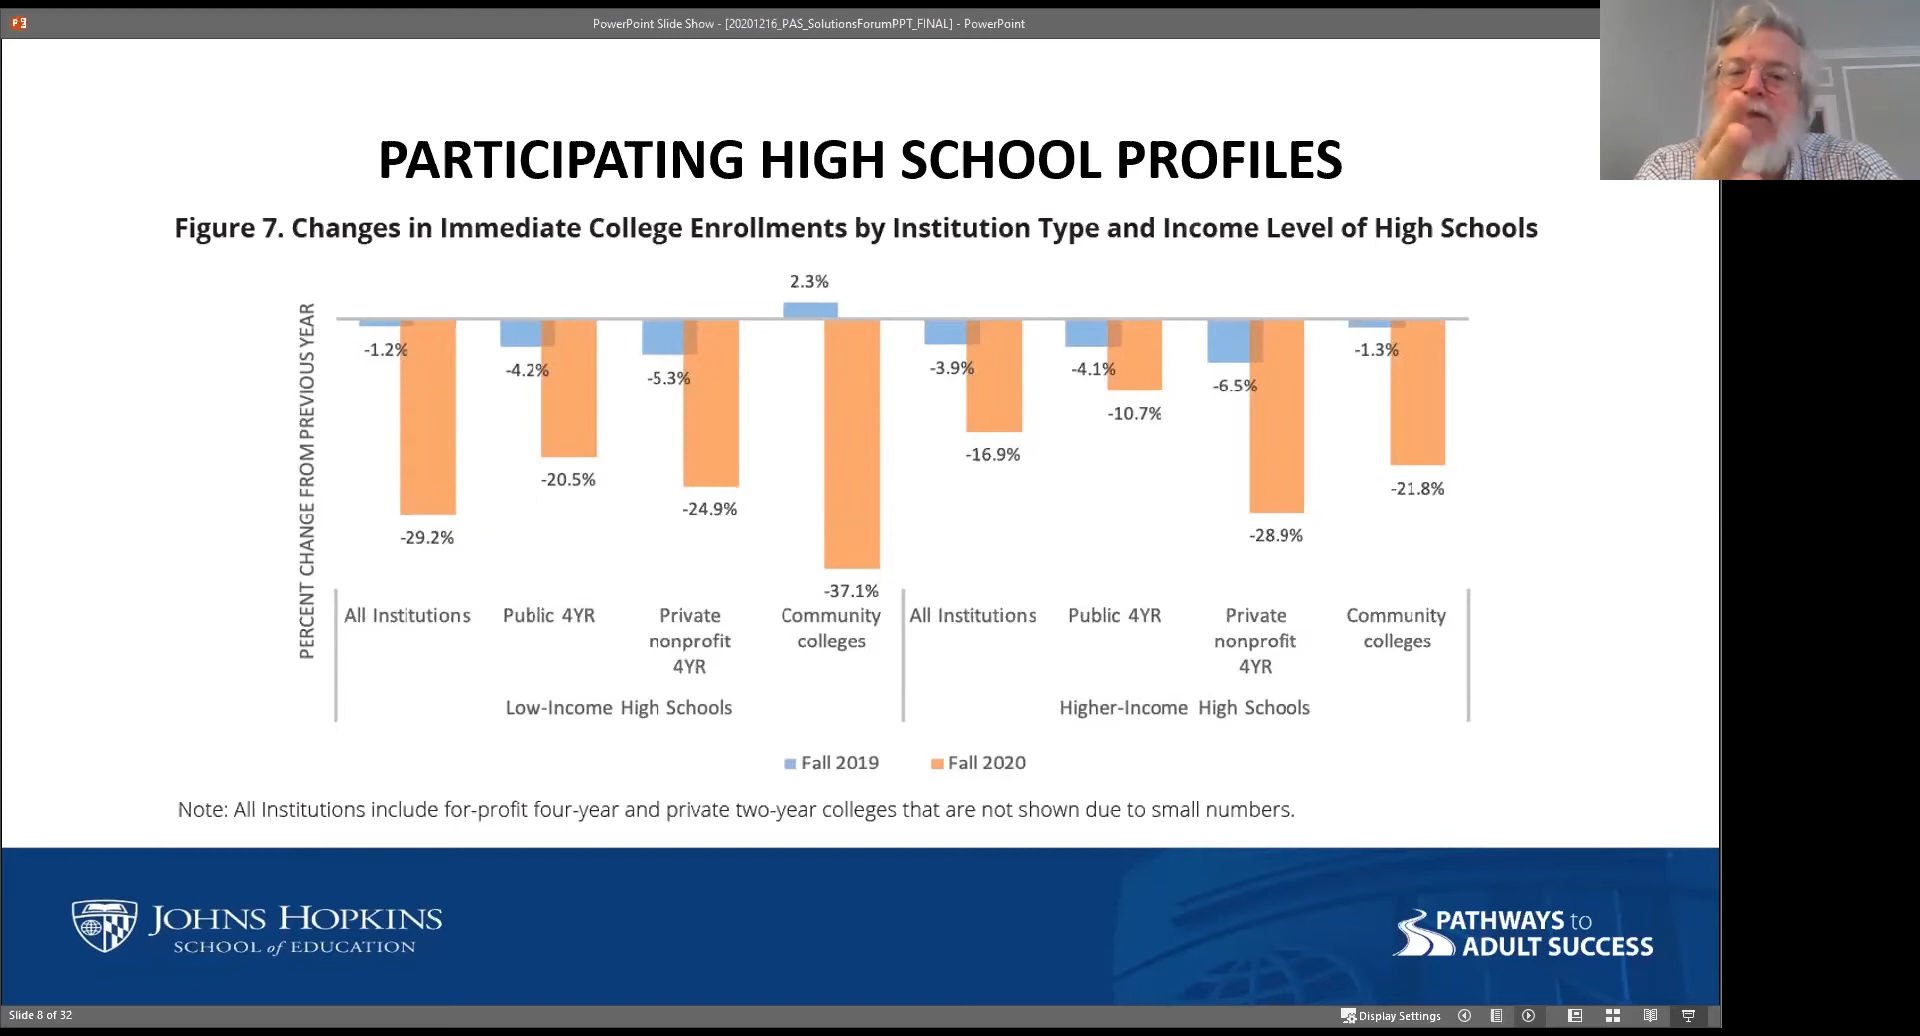 PowerPoint Slide Show - [20201216_PAS_SolutionsForumPPT_FINAL] - PowerPoint
PARTICIPATING HIGH SCHOOL PROFILES
Figure 7. Changes in Immediate College Enrollments by Institution Type and Income Level of High Schools
PERCENT CHANGE FROM PREVIOUS YEAR
2.3%
-1.2%
-4.2%
-5.3%
-3.9%
-4.1%
-6.5%
-1.3%
-29.2%
-20.5%
-24.9%
-37.1%
-16.9%
-10.7%
-28.9%
-21.8%
All Institutions
Public 4YR
Private
nonprofit
4YR
Community
colleges
All Institutions
Public 4YR
Private
nonprofit
4YR
Community
colleges
Low-Income High Schools
Higher-Income High Schools
Fall 2019
Fall 2020
Note: All Institutions include for-profit four-year and private two-year colleges that are not shown due to small numbers.
JOHNS HOPKINS
SCHOOL of EDUCATION
PATHWAYS to
ADULT SUCCESS
Slide 8 of 32
Display Settings